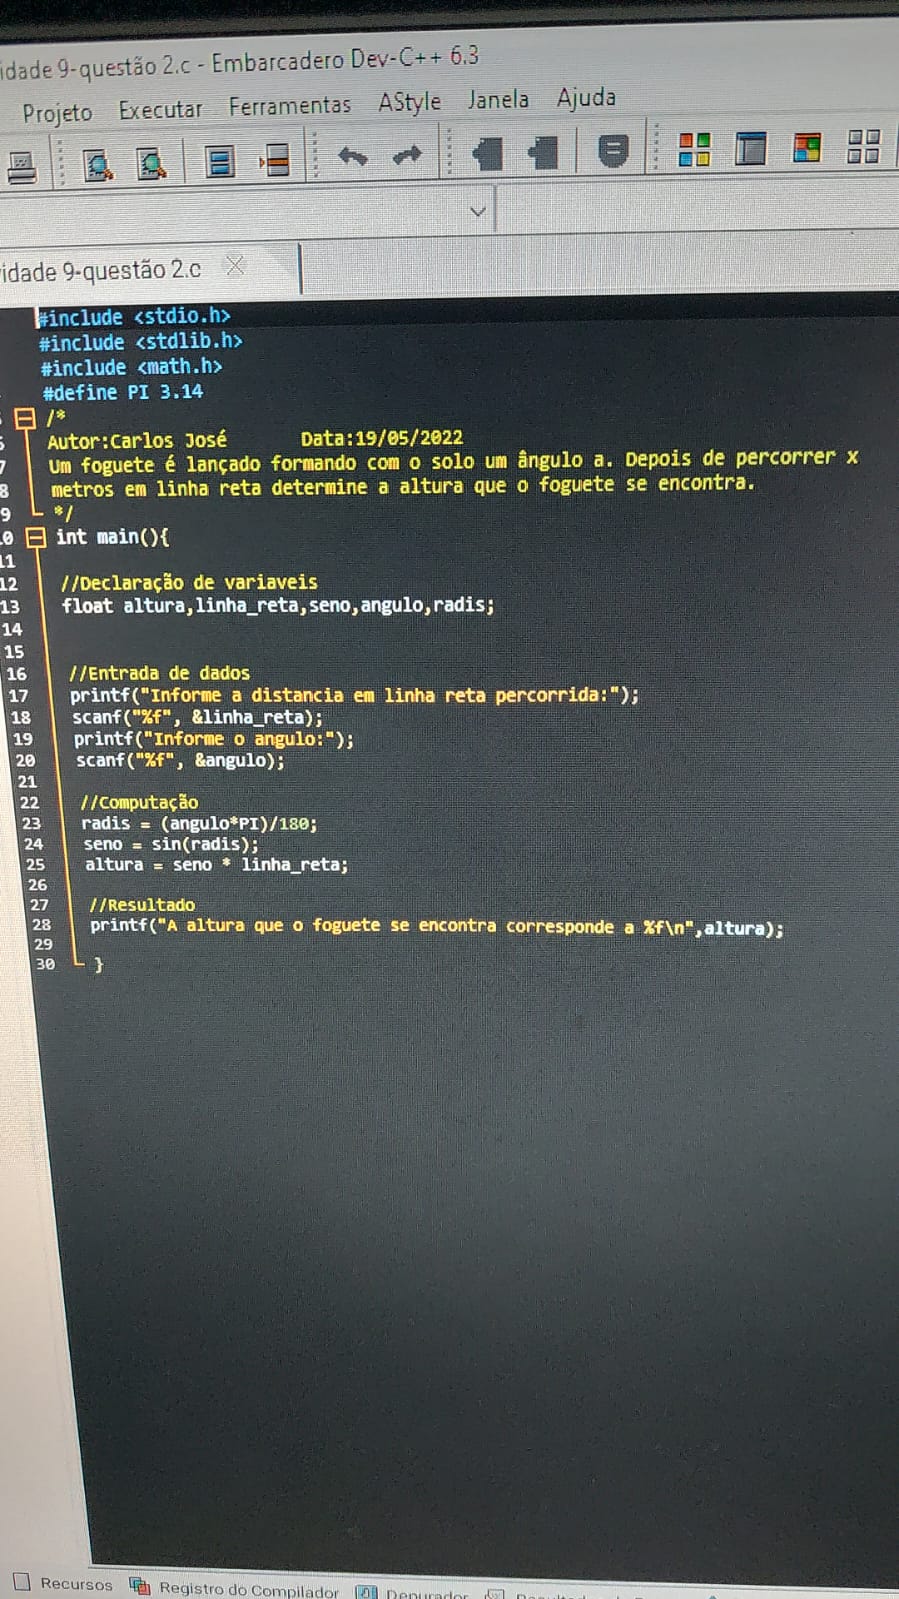 idade 9-questão 2.c - Embarcadero Dev-C++ 6.3
Projeto Executar Ferramentas AStyle Janela Ajuda
idade 9-questão 2.c
#include <stdio.h>
#include <stdlib.h>
#include <math.h>
#define PI 3.14
/*
Autor:Carlos José Data:19/05/2022
7 Um foguete é lançado formando com o solo um ângulo a. Depois de percorrer x
8 metros em linha reta determine a altura que o foguete se encontra.
9 */
10 int main(){
11
12 //Declaração de variaveis
13 float altura,linha_reta,seno,angulo,radis;
14
15
16 //Entrada de dados
17 printf("Informe a distancia em linha reta percorrida:");
18 scanf("%f", &linha_reta);
19 printf("Informe o angulo:");
20 scanf("%f", &angulo);
21
22 //Computação
23 radis = (angulo*PI)/180;
24 seno = sin(radis);
25 altura = seno * linha_reta;
26
27 //Resultado
28 printf("A altura que o foguete se encontra corresponde a %f\n",altura);
29
30 }
Recursos Registro do Compilador Depurador